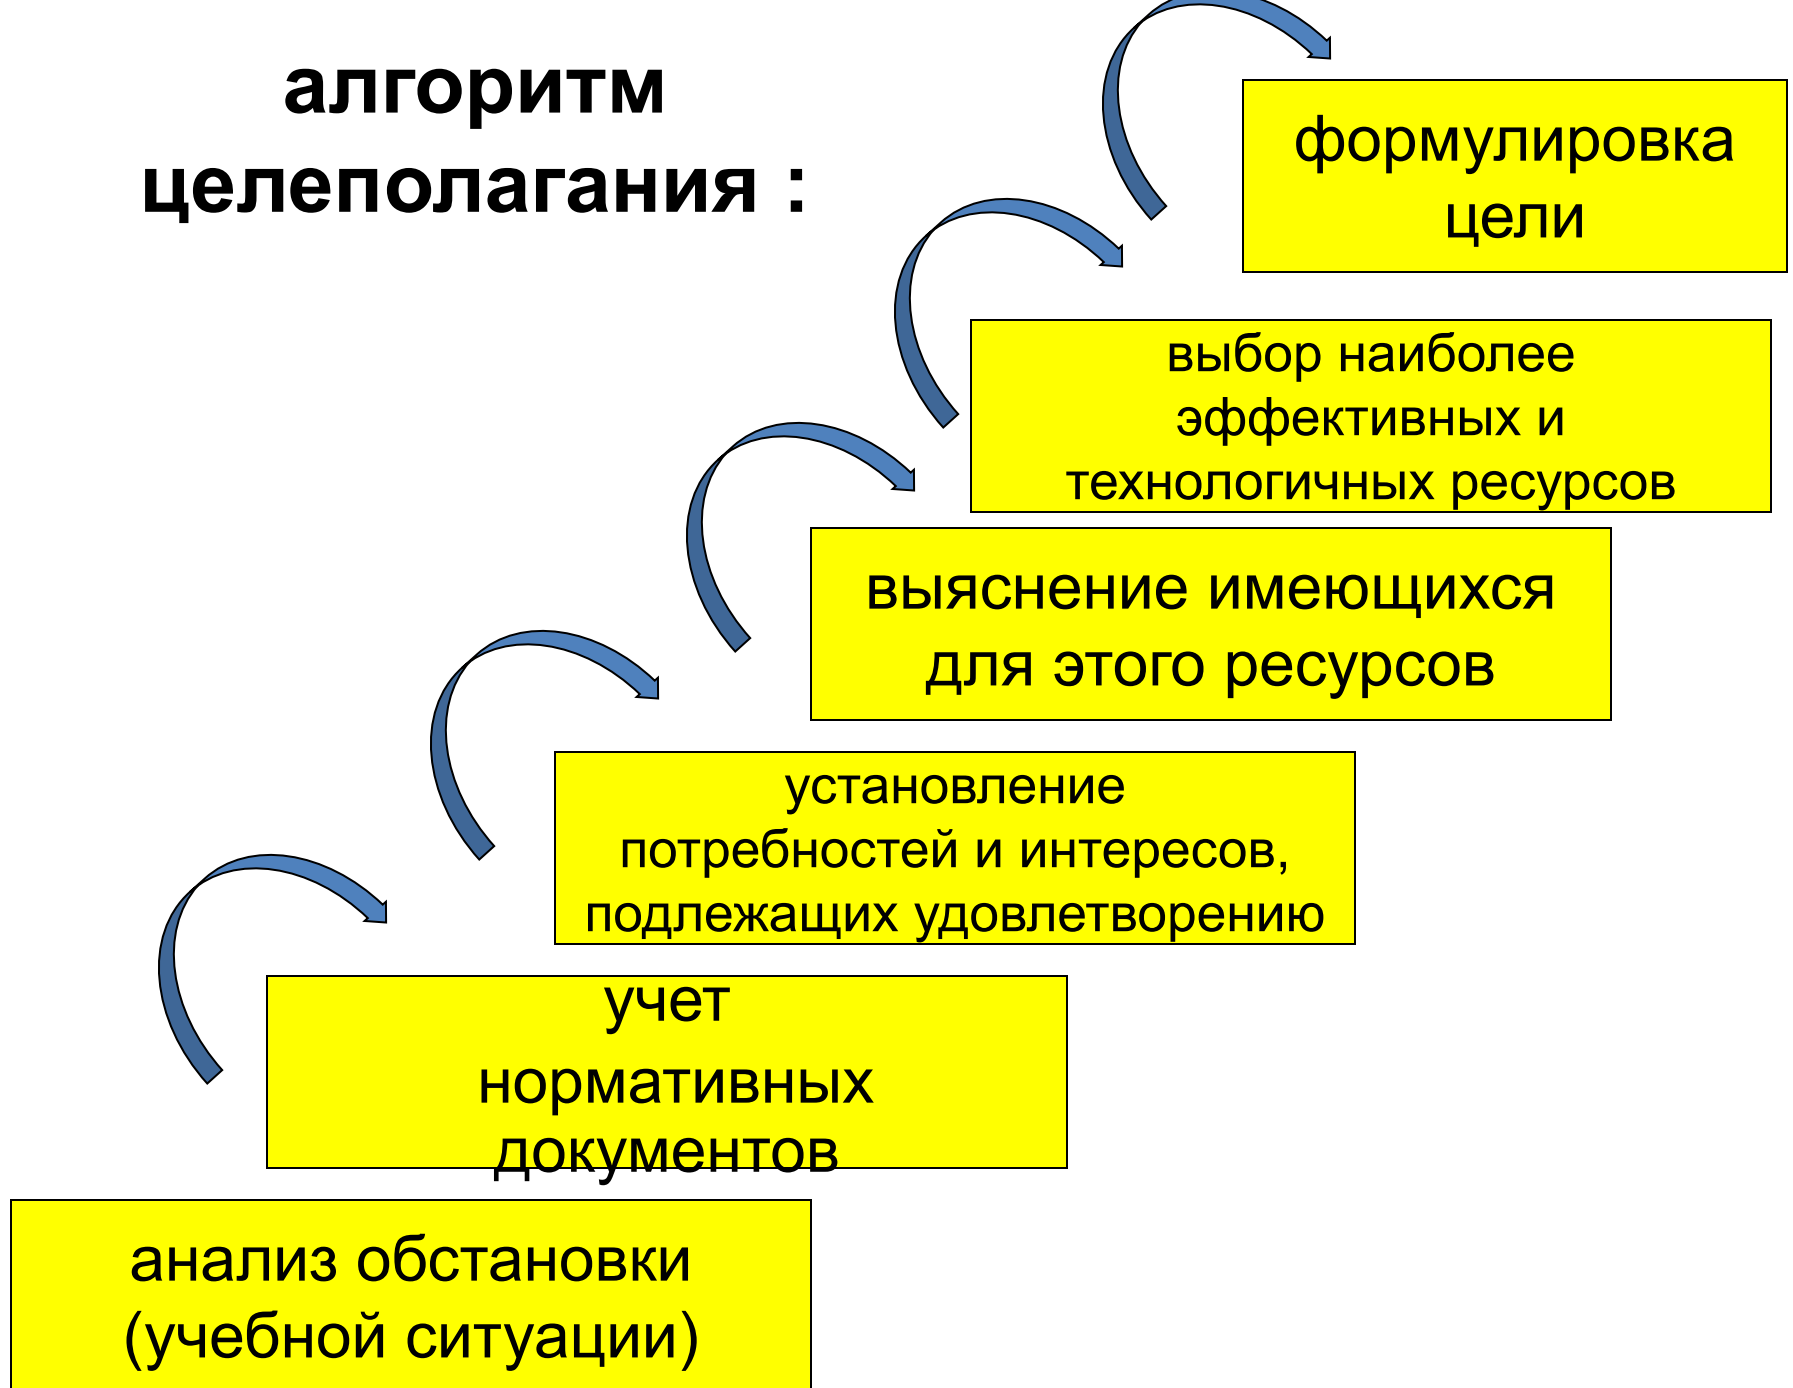 алгоритм
целеполагания :
формулировка
цели
выбор наиболее
эффективных и
технологичных ресурсов
выяснение имеющихся
для этого ресурсов
установление
потребностей и интересов,
подлежащих удовлетворению
учет
нормативных
документов
анализ обстановки
(учебной ситуации)